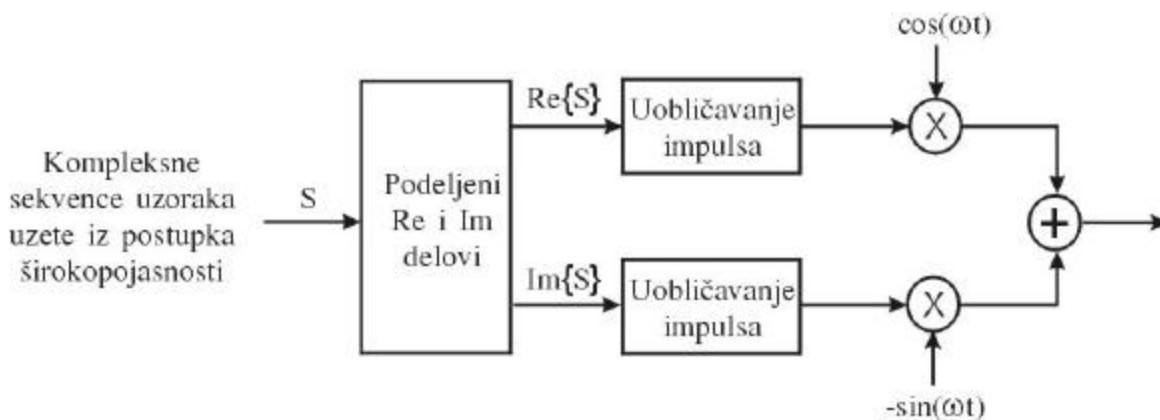 cos(ωt)
Kompleksne
sekvence uzoraka
uzete iz postupka
širokopojasnosti
S
Podeljeni
Re i Im
delovi
Re{S}
Uobličavanje
impulsa
X
+
Im{S}
Uobličavanje
impulsa
X
-sin(ωt)